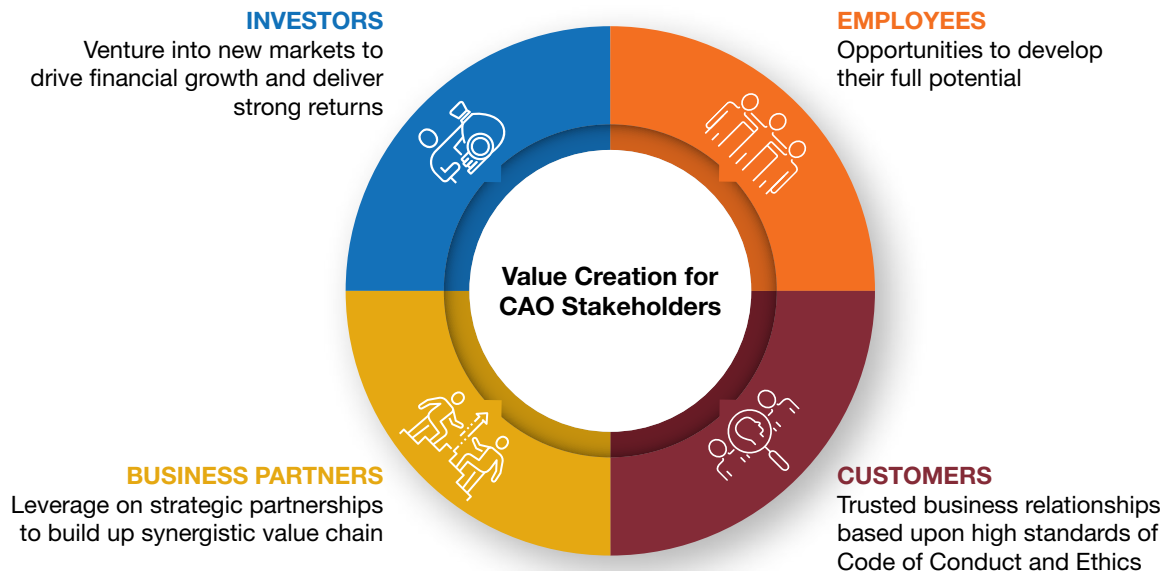 INVESTORS
Venture into new markets to
drive financial growth and deliver
strong returns
EMPLOYEES
Opportunities to develop
their full potential
Value Creation for
CAO Stakeholders
BUSINESS PARTNERS
Leverage on strategic partnerships
to build up synergistic value chain
CUSTOMERS
Trusted business relationships
based upon high standards of
Code of Conduct and Ethics